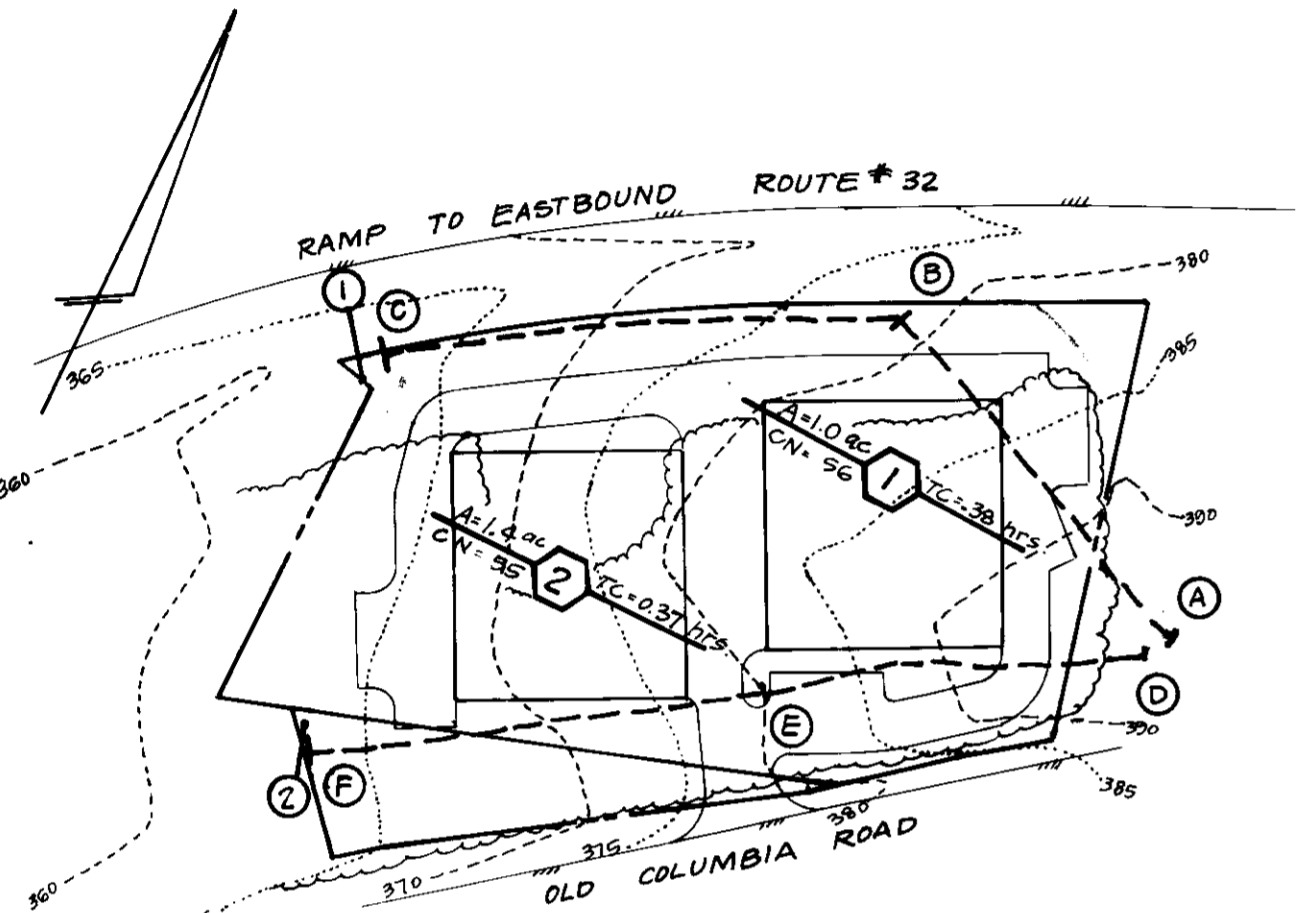 RAMP TO EASTBOUND ROUTE # 32
1
C
B
380
365
385
A=1.0 ac
CN= 56
1
TC=.38 hrs
360
390
A=1.4 ac
CN=
2
TC=0.37 hrs
A
D
E
390
2
F
385
380
375
370
360
OLD COLUMBIA ROAD